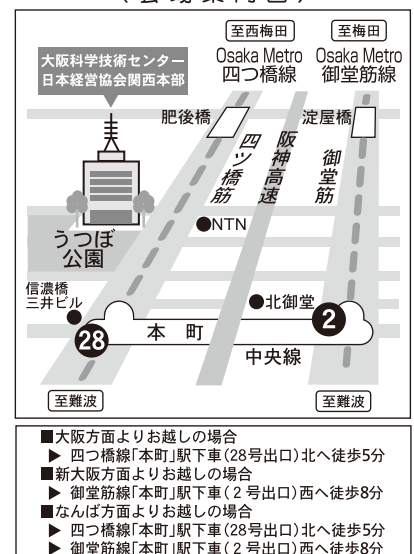 （会場案内図）
至西梅田
至梅田
Osaka Metro
四つ橋線
Osaka Metro
御堂筋線
大阪科学技術センター
日本経営協会関西本部
肥後橋
淀屋橋
四ツ橋筋
阪神高速
御堂筋
NTN
うつぼ
公園
信濃橋
三井ビル
北御堂
2
28
本町
中央線
至難波
至難波
■大阪方面よりお越しの場合
▶ 四つ橋線「本町」駅下車（28号出口）北へ徒歩5分
■新大阪方面よりお越しの場合
▶ 御堂筋線「本町」駅下車（2号出口）西へ徒歩8分
■なんば方面よりお越しの場合
▶ 四つ橋線「本町」駅下車（28号出口）北へ徒歩5分
▶ 御堂筋線「本町」駅下車（2号出口）西へ徒歩8分